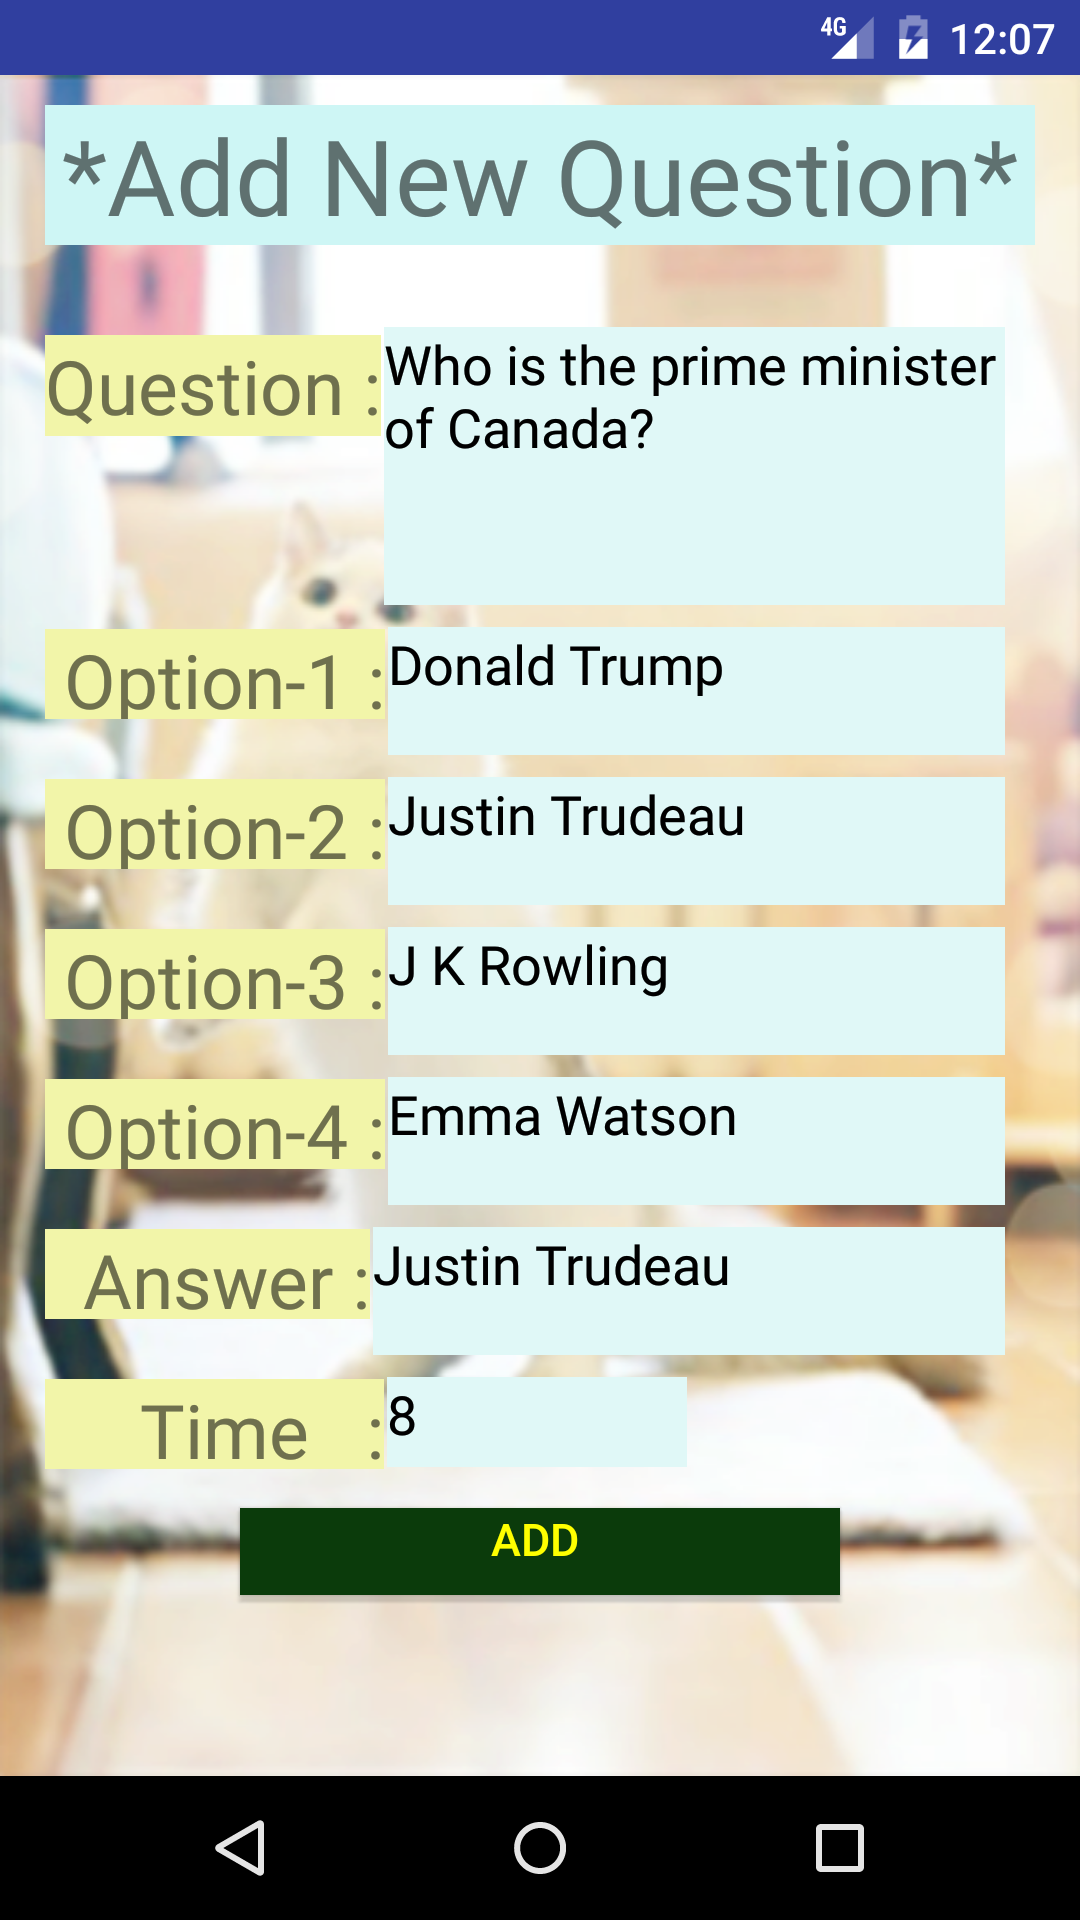 4G 12:07
*Add New Question*
Question : Who is the prime minister
of Canada?
Option-1 : Donald Trump
Option-2 : Justin Trudeau
Option-3 : J K Rowling
Option-4 : Emma Watson
Answer : Justin Trudeau
Time : 8
ADD